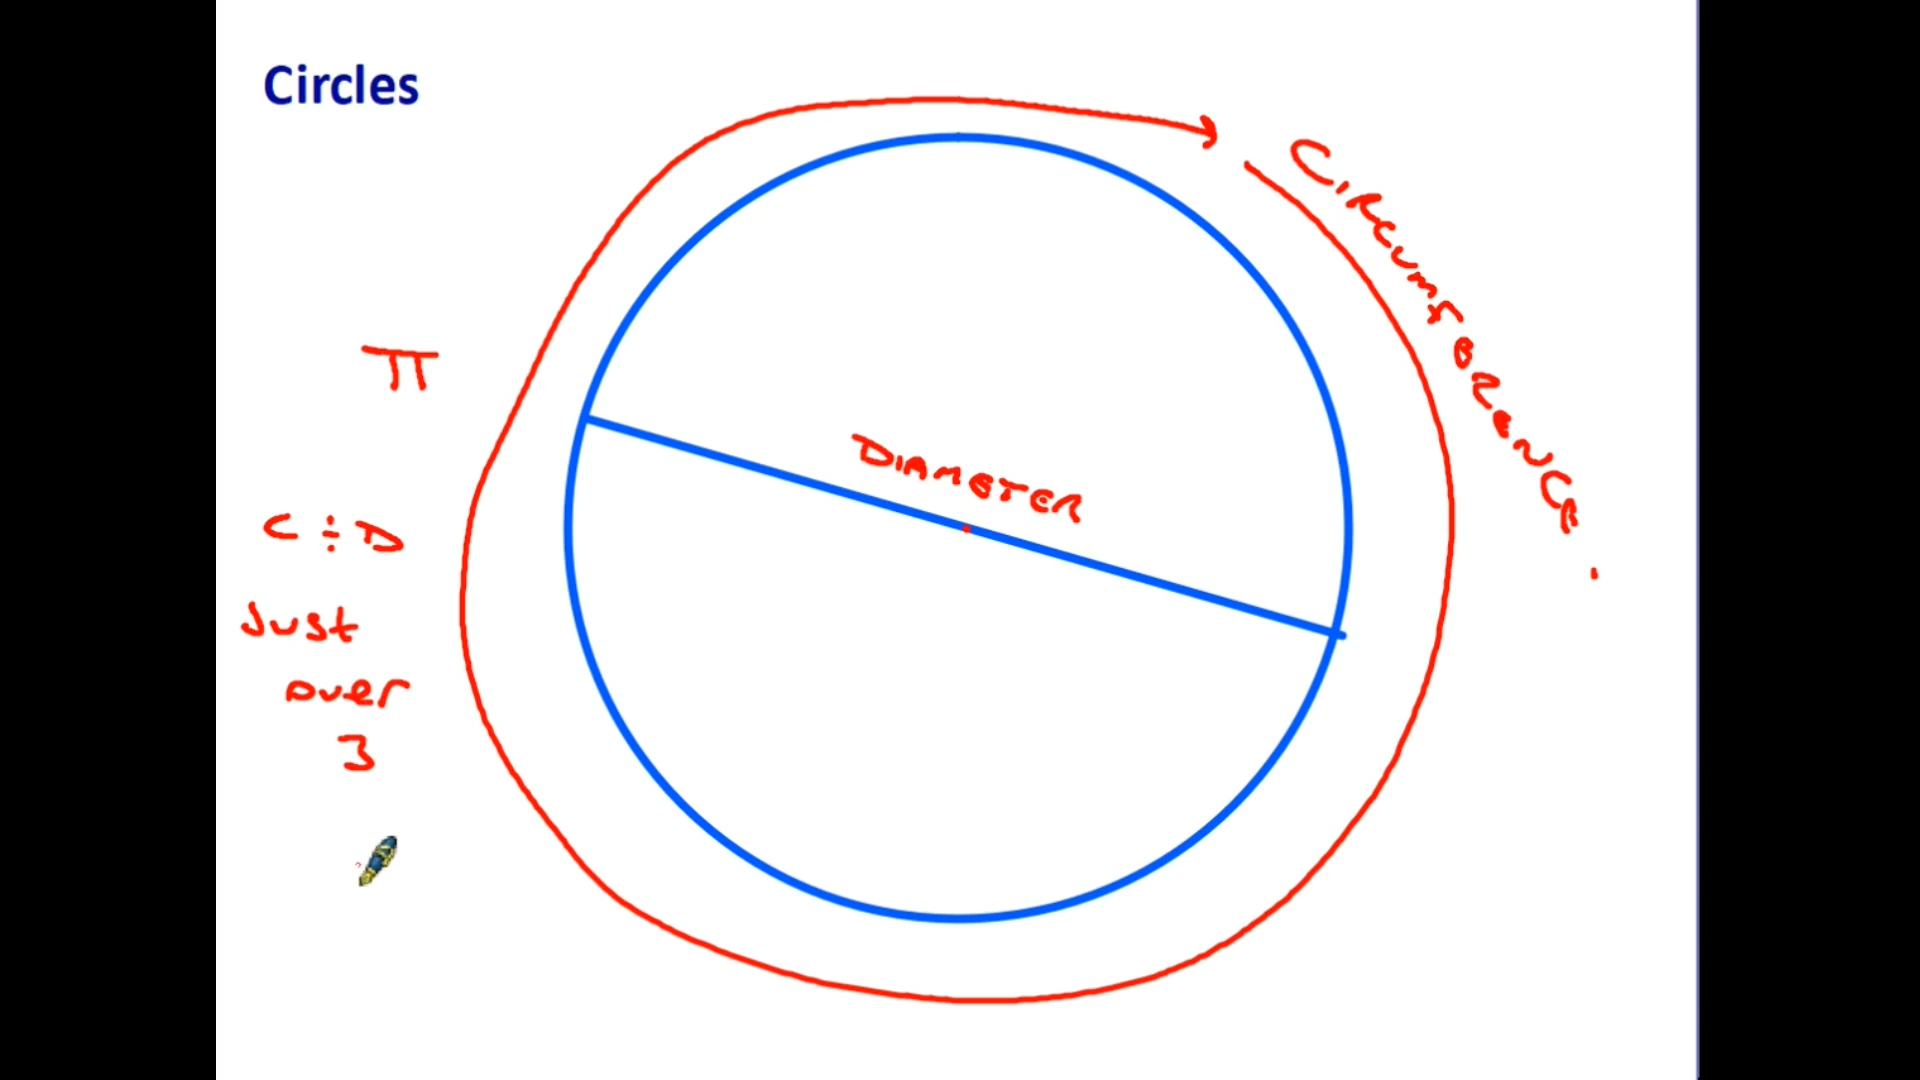 Circles
CIRCUMFERENCE.
π
DIAMETER
C ÷ D
Just
over
3